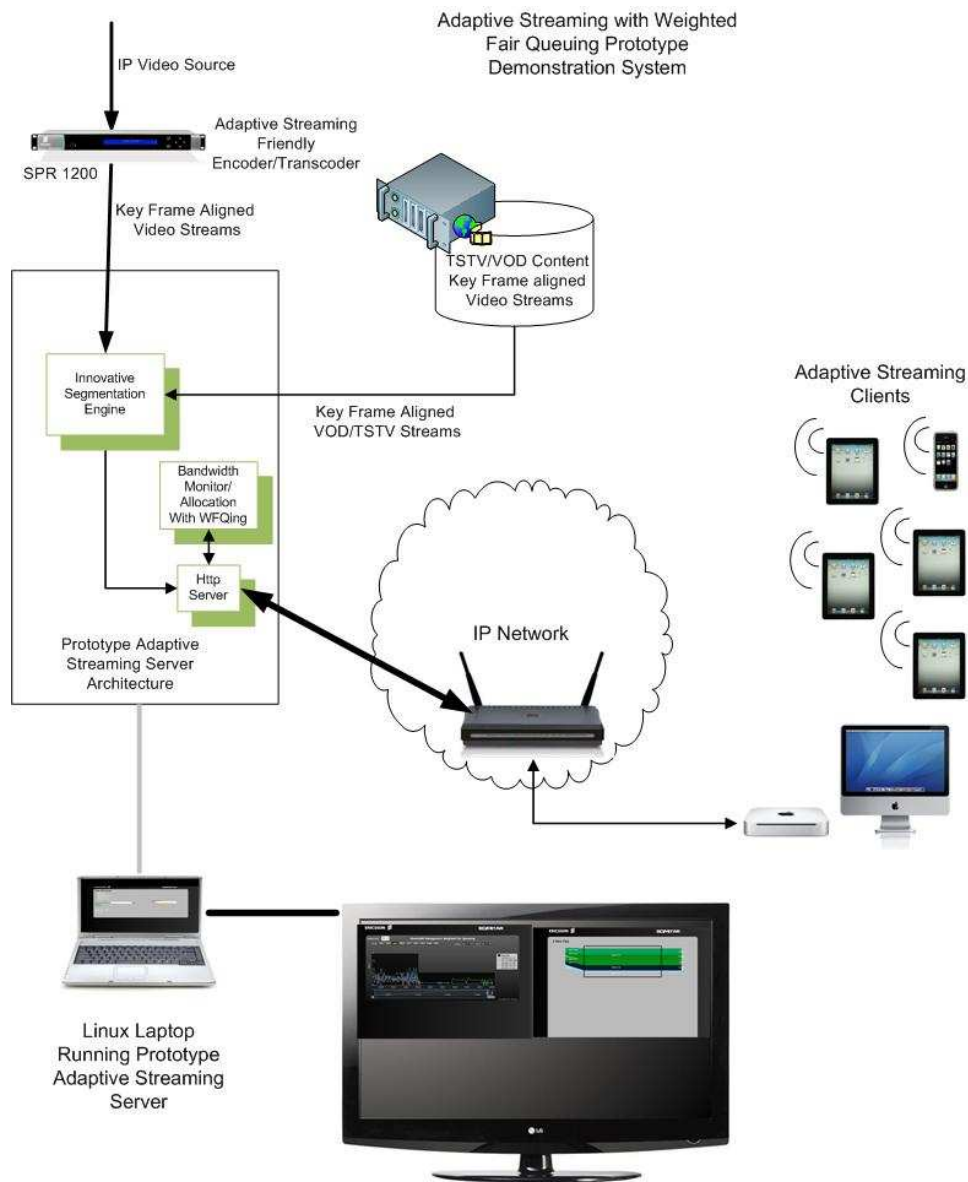 Adaptive Streaming with Weighted
Fair Queuing Prototype
Demonstration System
IP Video Source
Adaptive Streaming
Friendly
Encoder/Transcoder
SPR 1200
Key Frame Aligned
Video Streams
TSTV/VOD Content
Key Frame aligned
Video Streams
Innovative
Segmentation
Engine
Key Frame Aligned
VOD/TSTV Streams
Adaptive Streaming
Clients
Bandwidth
Monitor/
Allocation
With WFQing
Http
Server
IP Network
Prototype Adaptive
Streaming Server
Architecture
Linux Laptop
Running Prototype
Adaptive Streaming
Server
ERICSSON
ERICSSON
LG